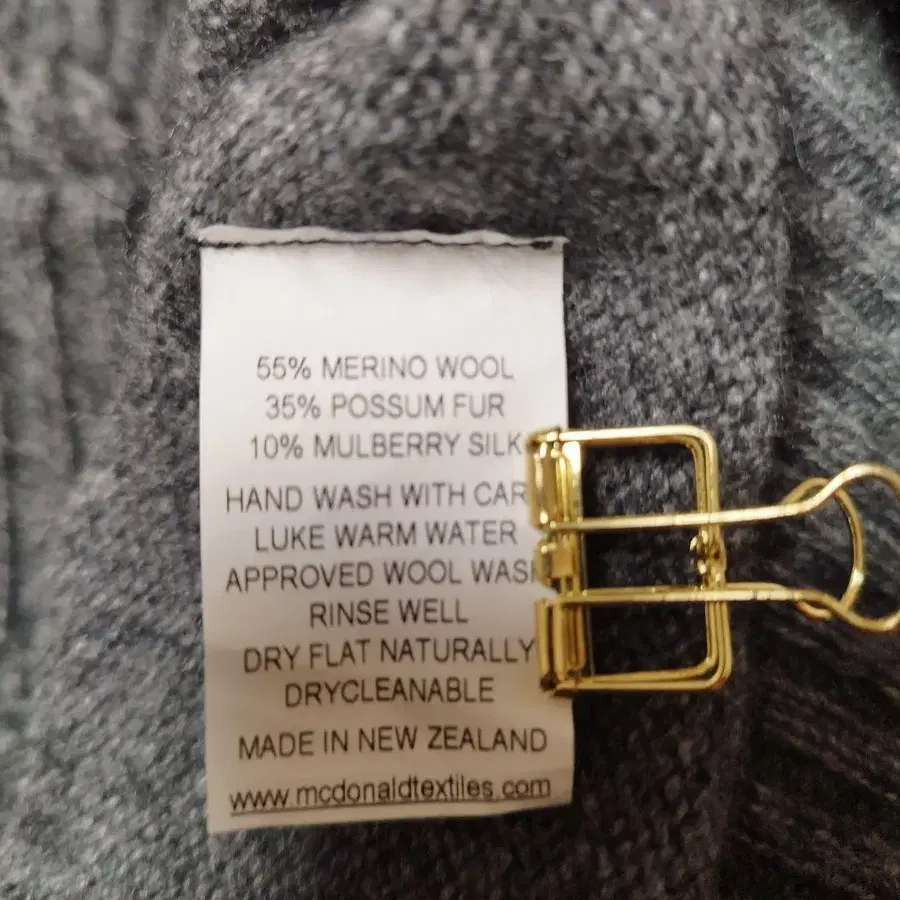 55% MERINO WOOL
35% POSSUM FUR
10% MULBERRY SILK
HAND WASH WITH CAR
LUKE WARM WATER
APPROVED WOOL WASH
RINSE WELL
DRY FLAT NATURALLY
DRYCLEANABLE
MADE IN NEW ZEALAND
www.mcdonaldtextiles.com